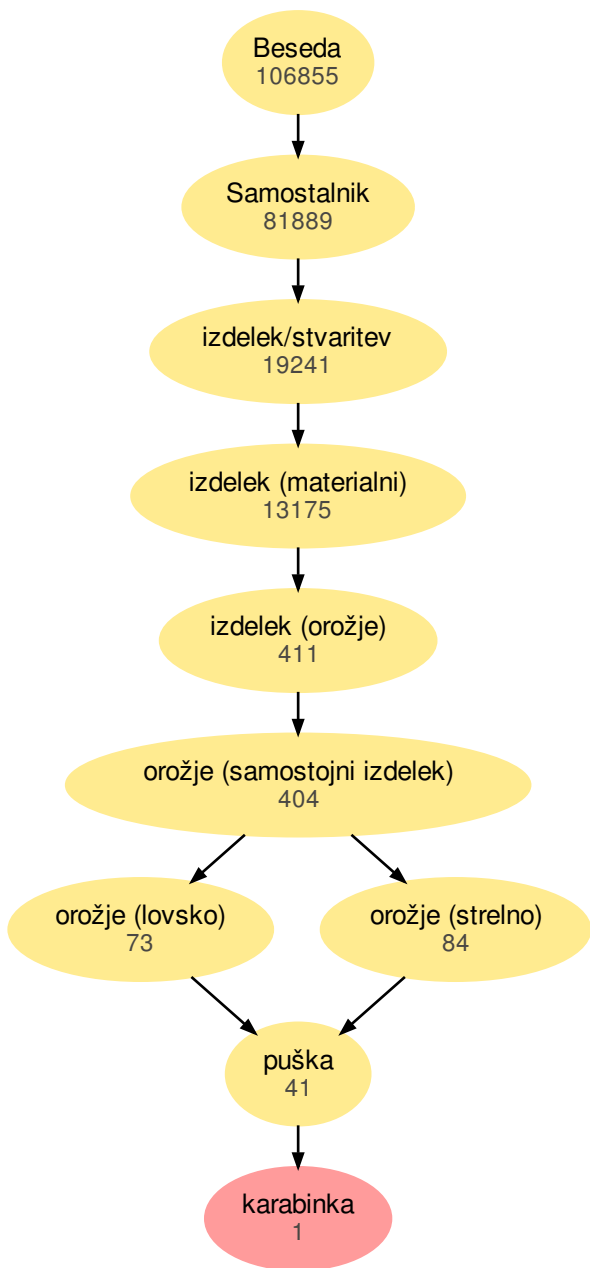 Beseda
106855
Samostalnik
81889
izdelek/stvaritev
19241
izdelek (materialni)
13175
izdelek (orožje)
411
orožje (samostojni izdelek)
404
orožje (lovsko)
73
orožje (strelno)
84
puška
41
karabinka
1